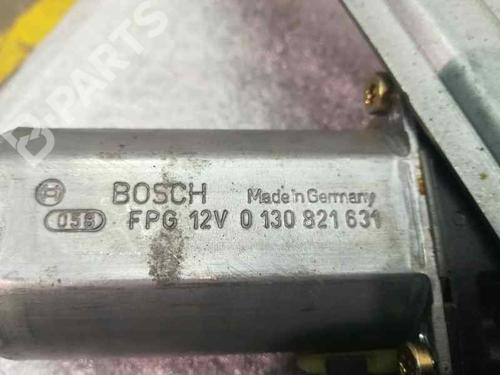 B-PARTS
BOSCH Made in Germany
058 FPG 12V 0 130 821 631